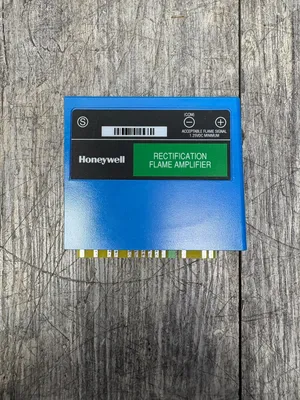 S
COM
− +
ACCEPTABLE FLAME SIGNAL
1.25VDC MINIMUM
Honeywell
RECTIFICATION
FLAME AMPLIFIER